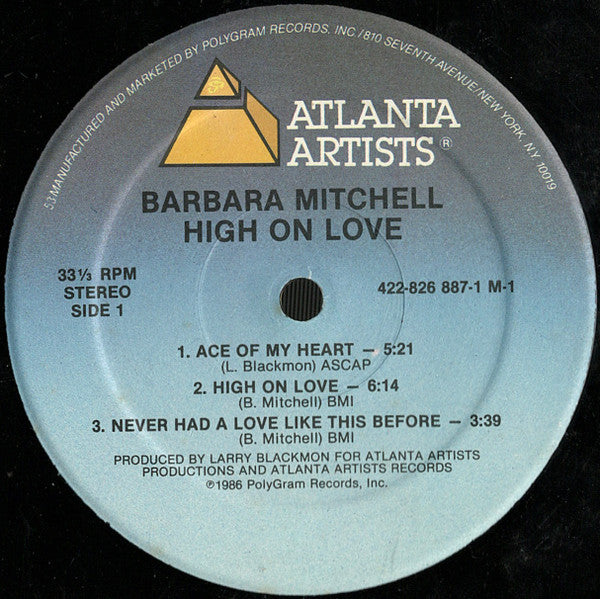 53 MANUFACTURED AND MARKETED BY POLYGRAM RECORDS. INC / 810 SEVENTH AVENUE / NEW YORK, NY 10019
ATLANTA
ARTISTS®
BARBARA MITCHELL
HIGH ON LOVE
33⅓ RPM
STEREO
SIDE 1
422-826 887-1 M-1
1. ACE OF MY HEART — 5:21
(L. Blackmon) ASCAP
2. HIGH ON LOVE — 6:14
(B. Mitchell) BMI
3. NEVER HAD A LOVE LIKE THIS BEFORE — 3:39
(B. Mitchell) BMI
PRODUCED BY LARRY BLACKMON FOR ATLANTA ARTISTS
PRODUCTIONS AND ATLANTA ARTISTS RECORDS
℗1986 PolyGram Records, Inc.